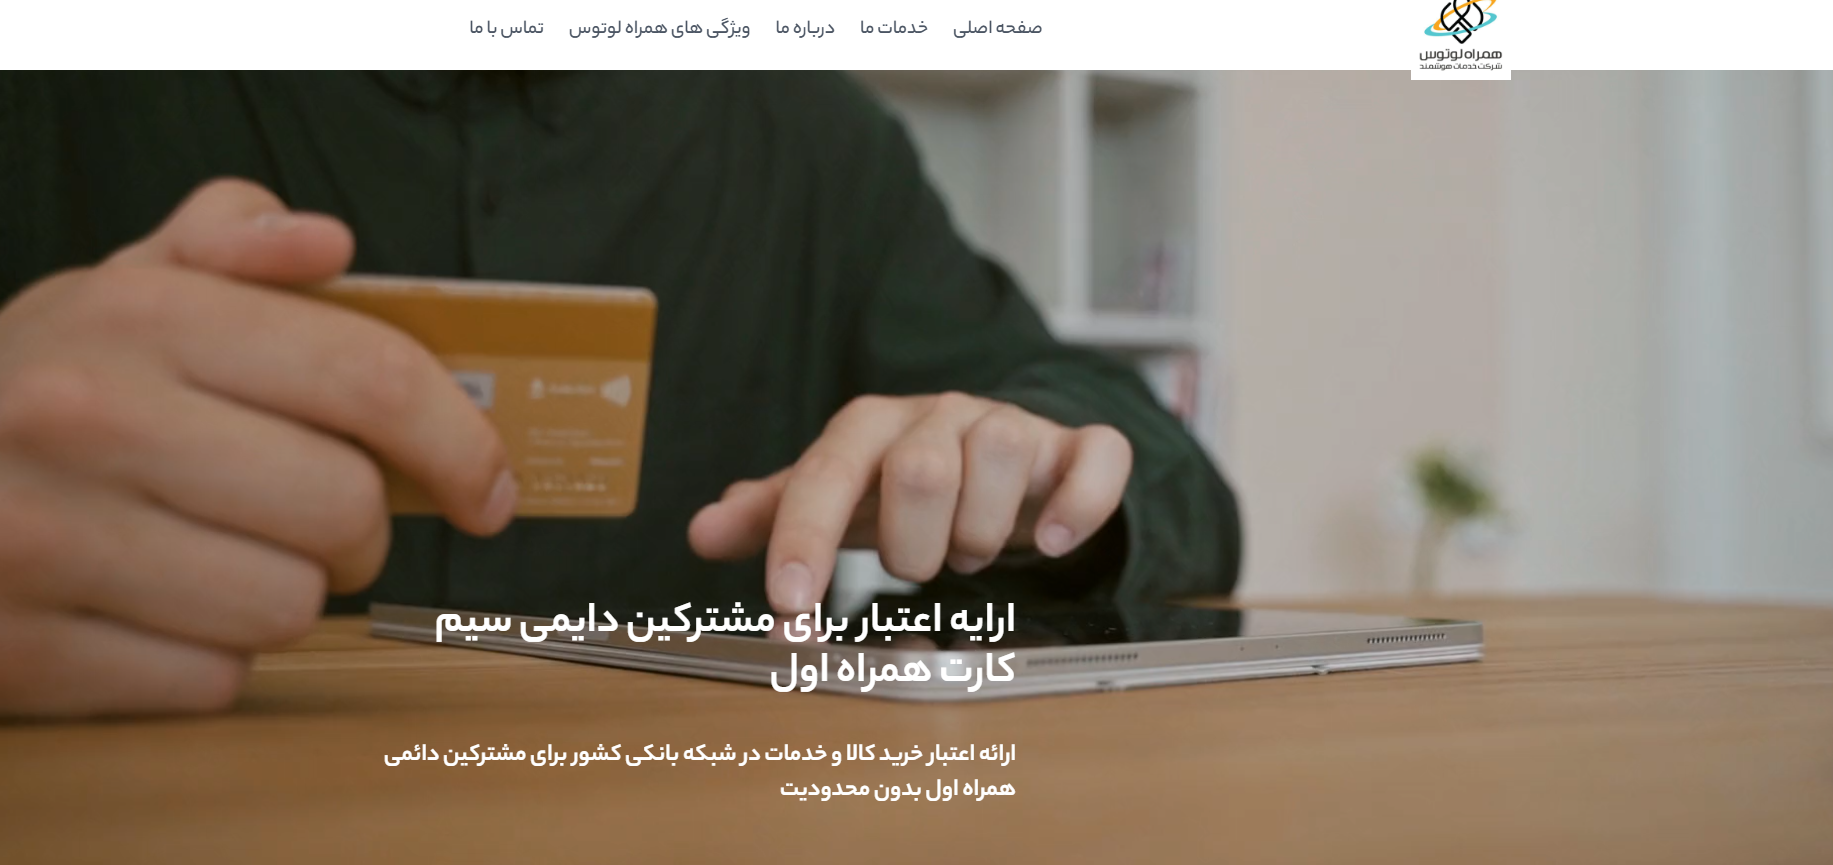 همراه لوتوس
شرکت خدمات هوشمند
صفحه اصلی
خدمات ما
درباره ما
ویژگی های همراه لوتوس
تماس با ما
ارایه اعتبار برای مشترکین دایمی سیم
کارت همراه اول
ارائه اعتبار خرید کالا و خدمات در شبکه بانکی کشور برای مشترکین دائمی
همراه اول بدون محدودیت